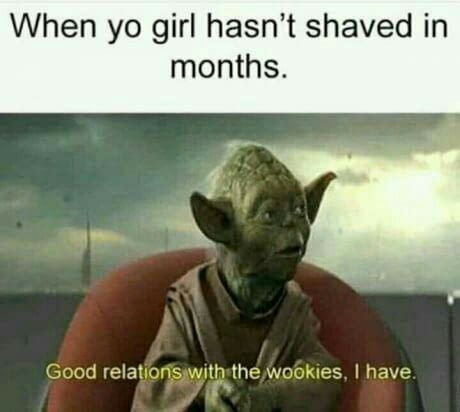 When yo girl hasn't shaved in
months.
Good relations with the wookies, I have.